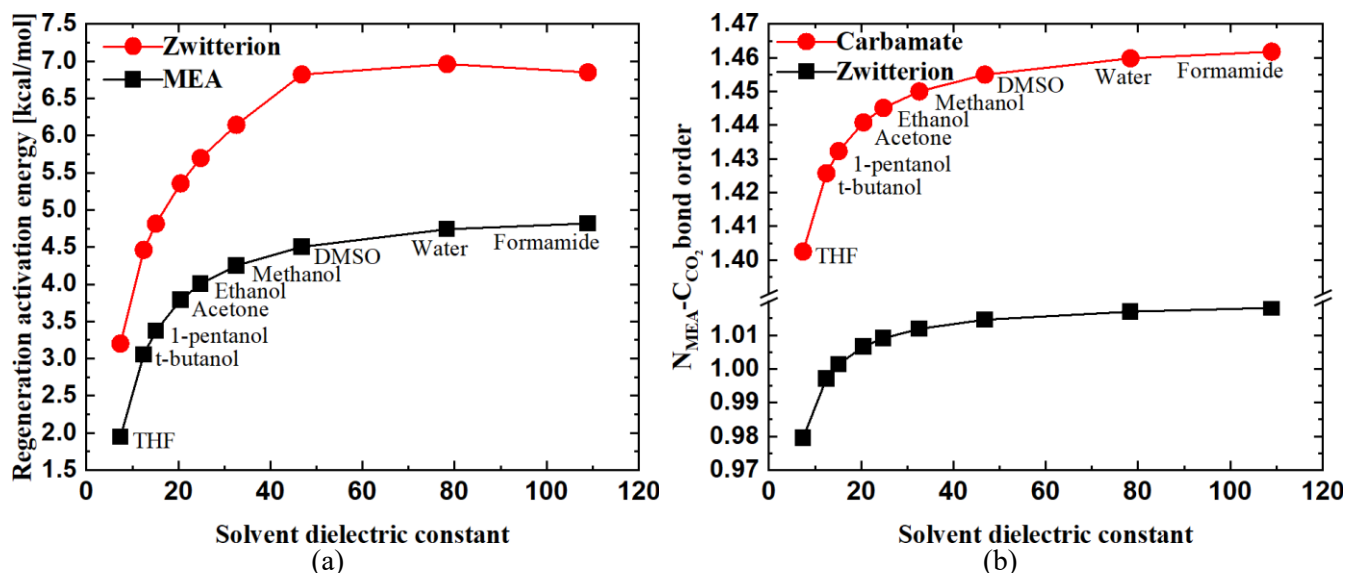 Regeneration activation energy [kcal/mol]
7.5
7.0
6.5
6.0
5.5
5.0
4.5
4.0
3.5
3.0
2.5
2.0
1.5
Zwitterion
MEA
THF
t-butanol
1-pentanol
Acetone
Ethanol
Methanol
DMSO
Water
Formamide
0 20 40 60 80 100 120
Solvent dielectric constant
(a)
N_MEA-C_CO₂ bond order
1.47
1.46
1.45
1.44
1.43
1.42
1.41
1.40
1.01
1.00
0.99
0.98
0.97
Carbamate
Zwitterion
Water
Formamide
DMSO
Methanol
Ethanol
Acetone
1-pentanol
t-butanol
THF
0 20 40 60 80 100 120
Solvent dielectric constant
(b)